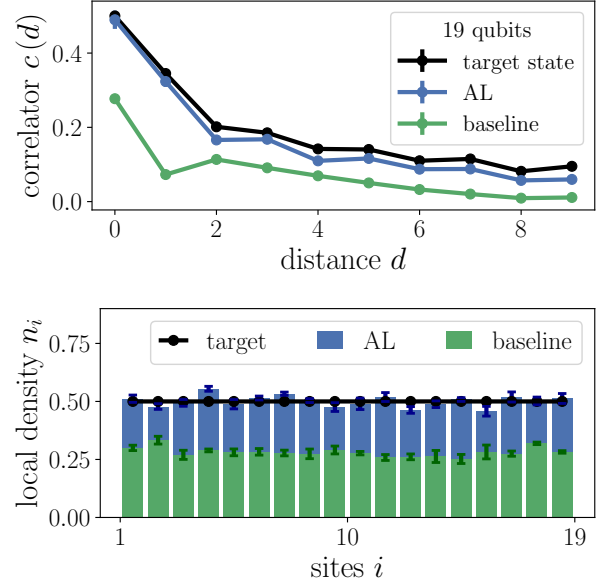 correlator c (d)
0.4
0.2
0.0
19 qubits
target state
AL
baseline
0 2 4 6 8
distance d
local density n_i
0.75
0.50
0.25
0.00
target AL baseline
1 10 19
sites i